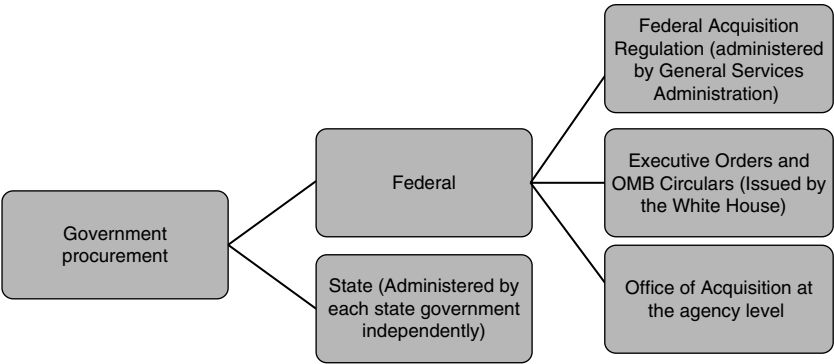 Government
procurement
Federal
State (Administered by
each state government
independently)
Federal Acquisition
Regulation (administered
by General Services
Administration)
Executive Orders and
OMB Circulars (Issued by
the White House)
Office of Acquisition at
the agency level